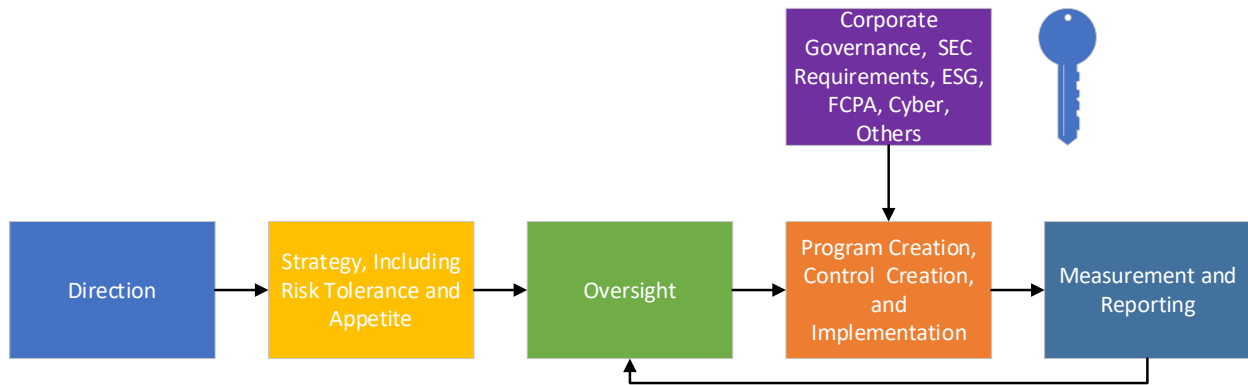 Corporate
Governance, SEC
Requirements, ESG,
FCPA, Cyber,
Others
Direction
Strategy, Including
Risk Tolerance and
Appetite
Oversight
Program Creation,
Control Creation,
and
Implementation
Measurement and
Reporting